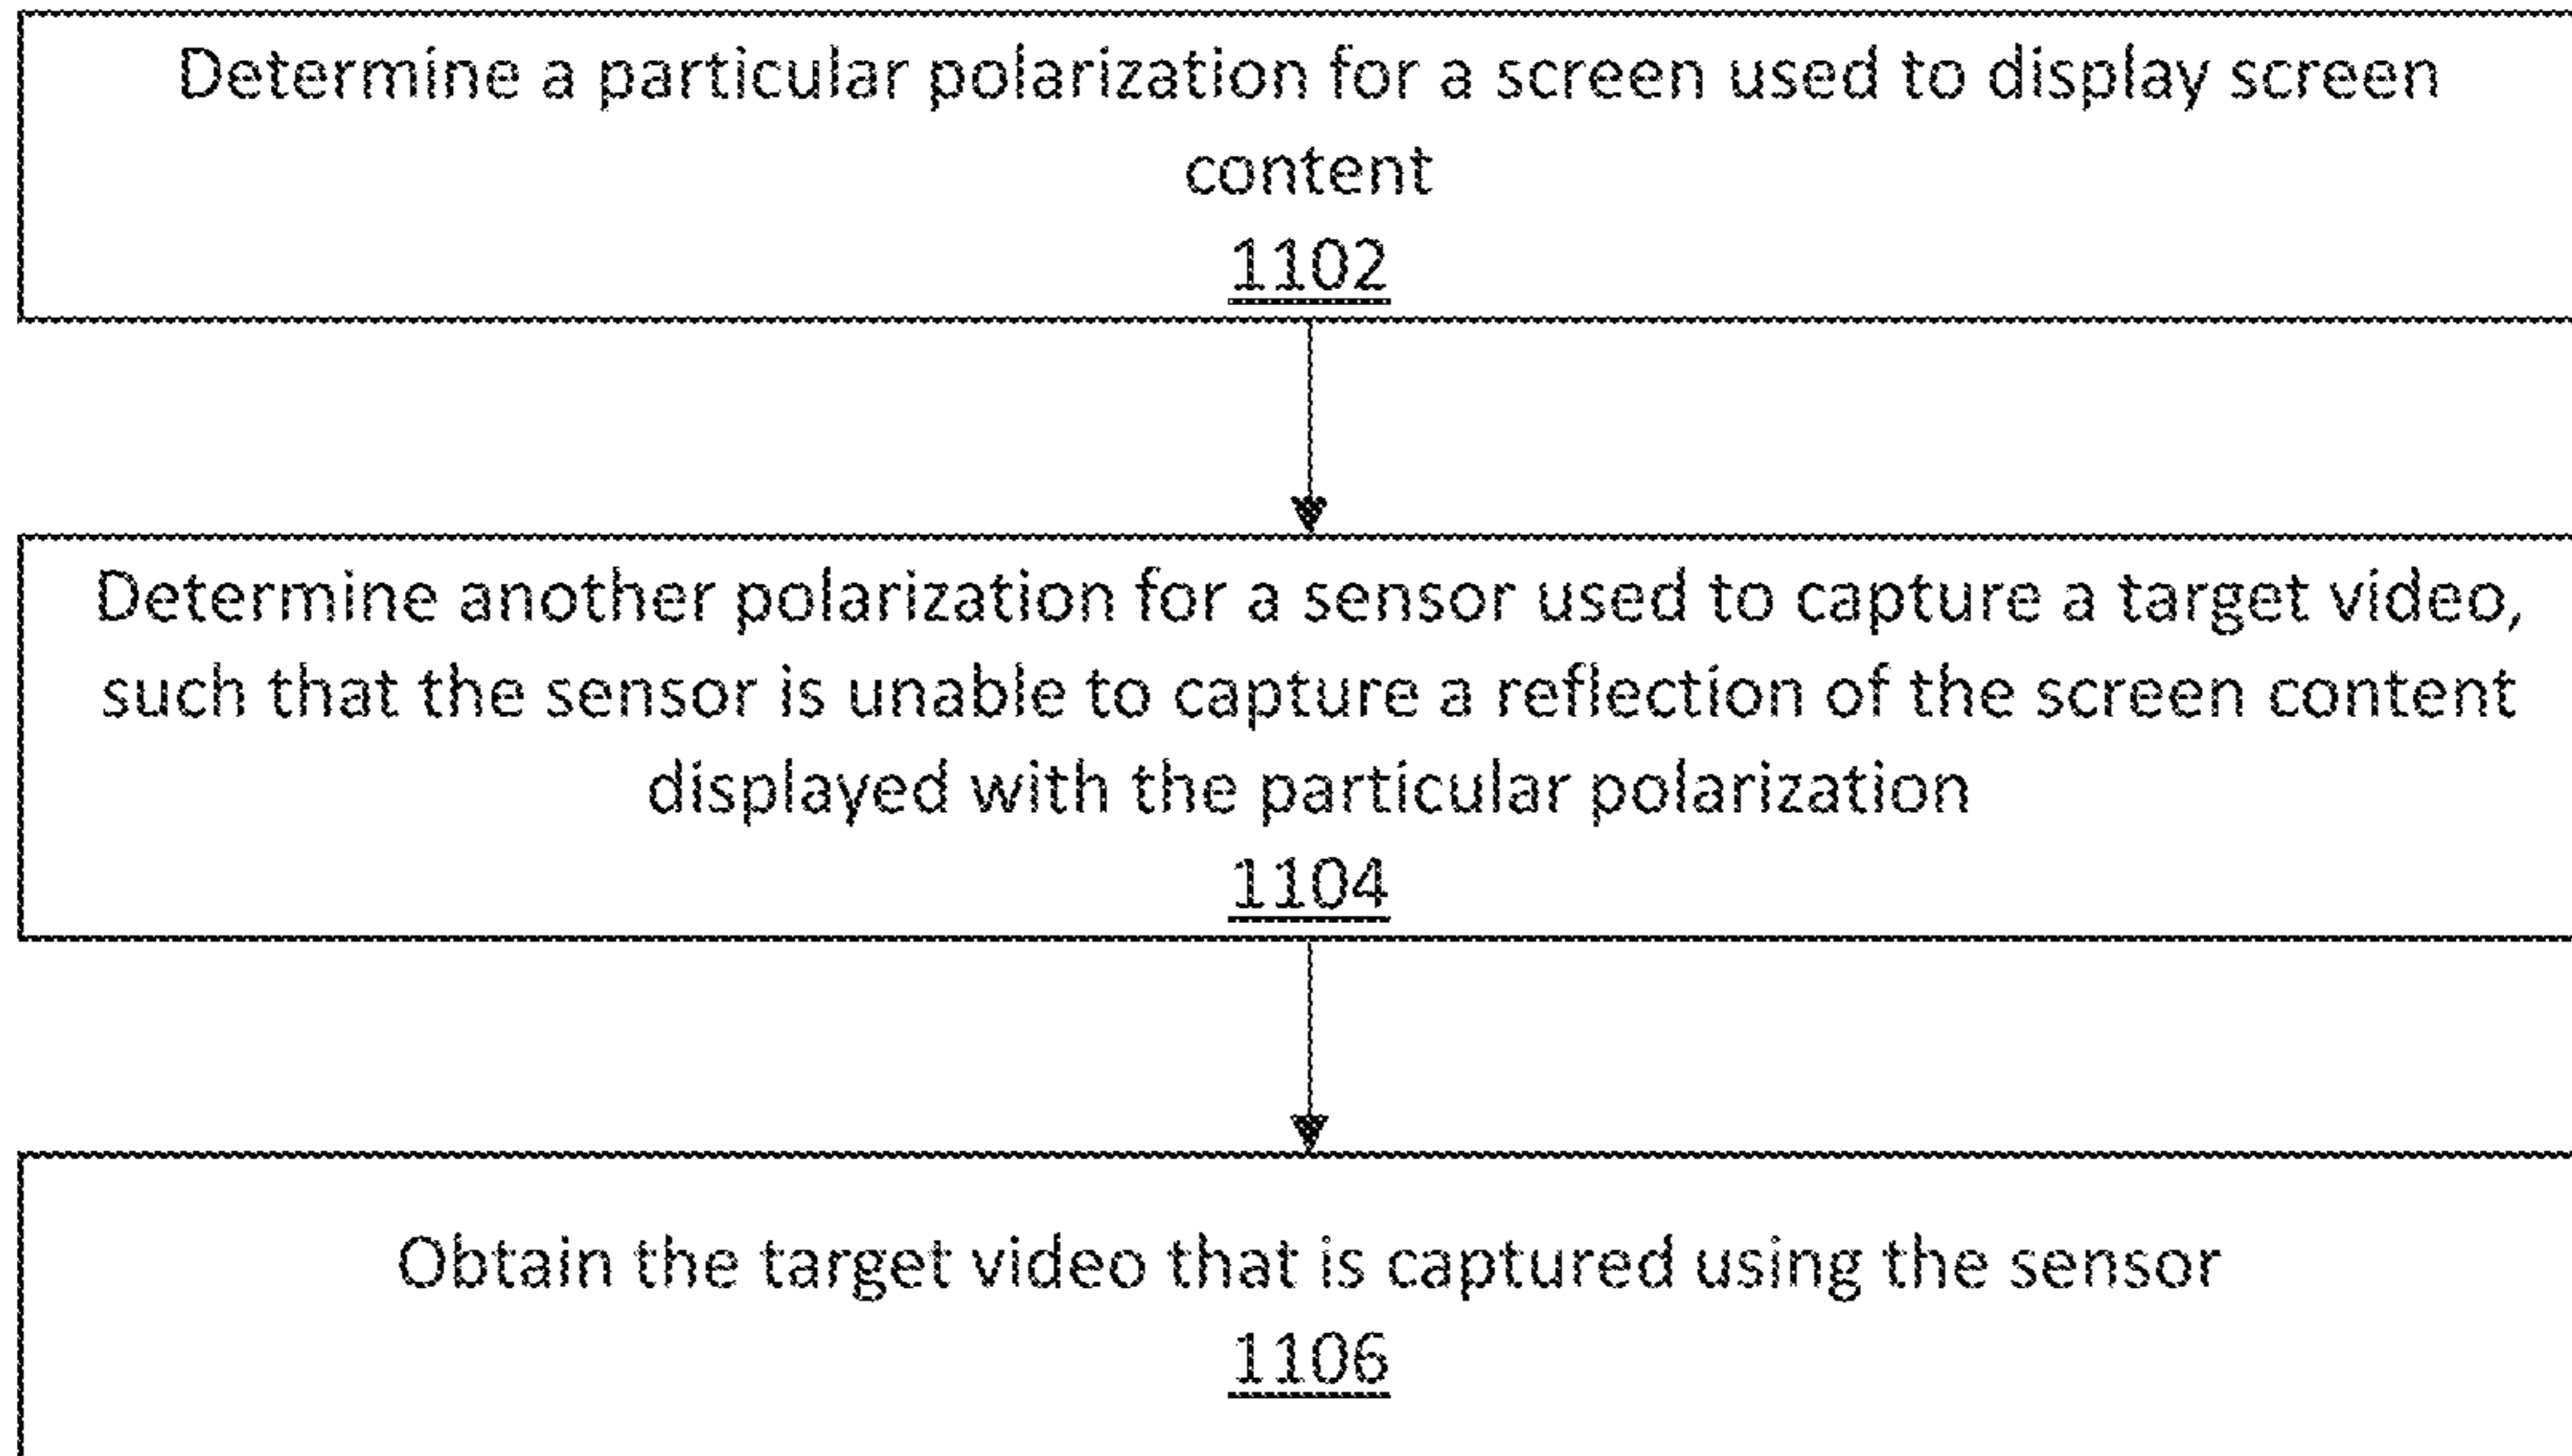 Determine a particular polarization for a screen used to display screen
content
1102
Determine another polarization for a sensor used to capture a target video,
such that the sensor is unable to capture a reflection of the screen content
displayed with the particular polarization
1104
Obtain the target video that is captured using the sensor
1106